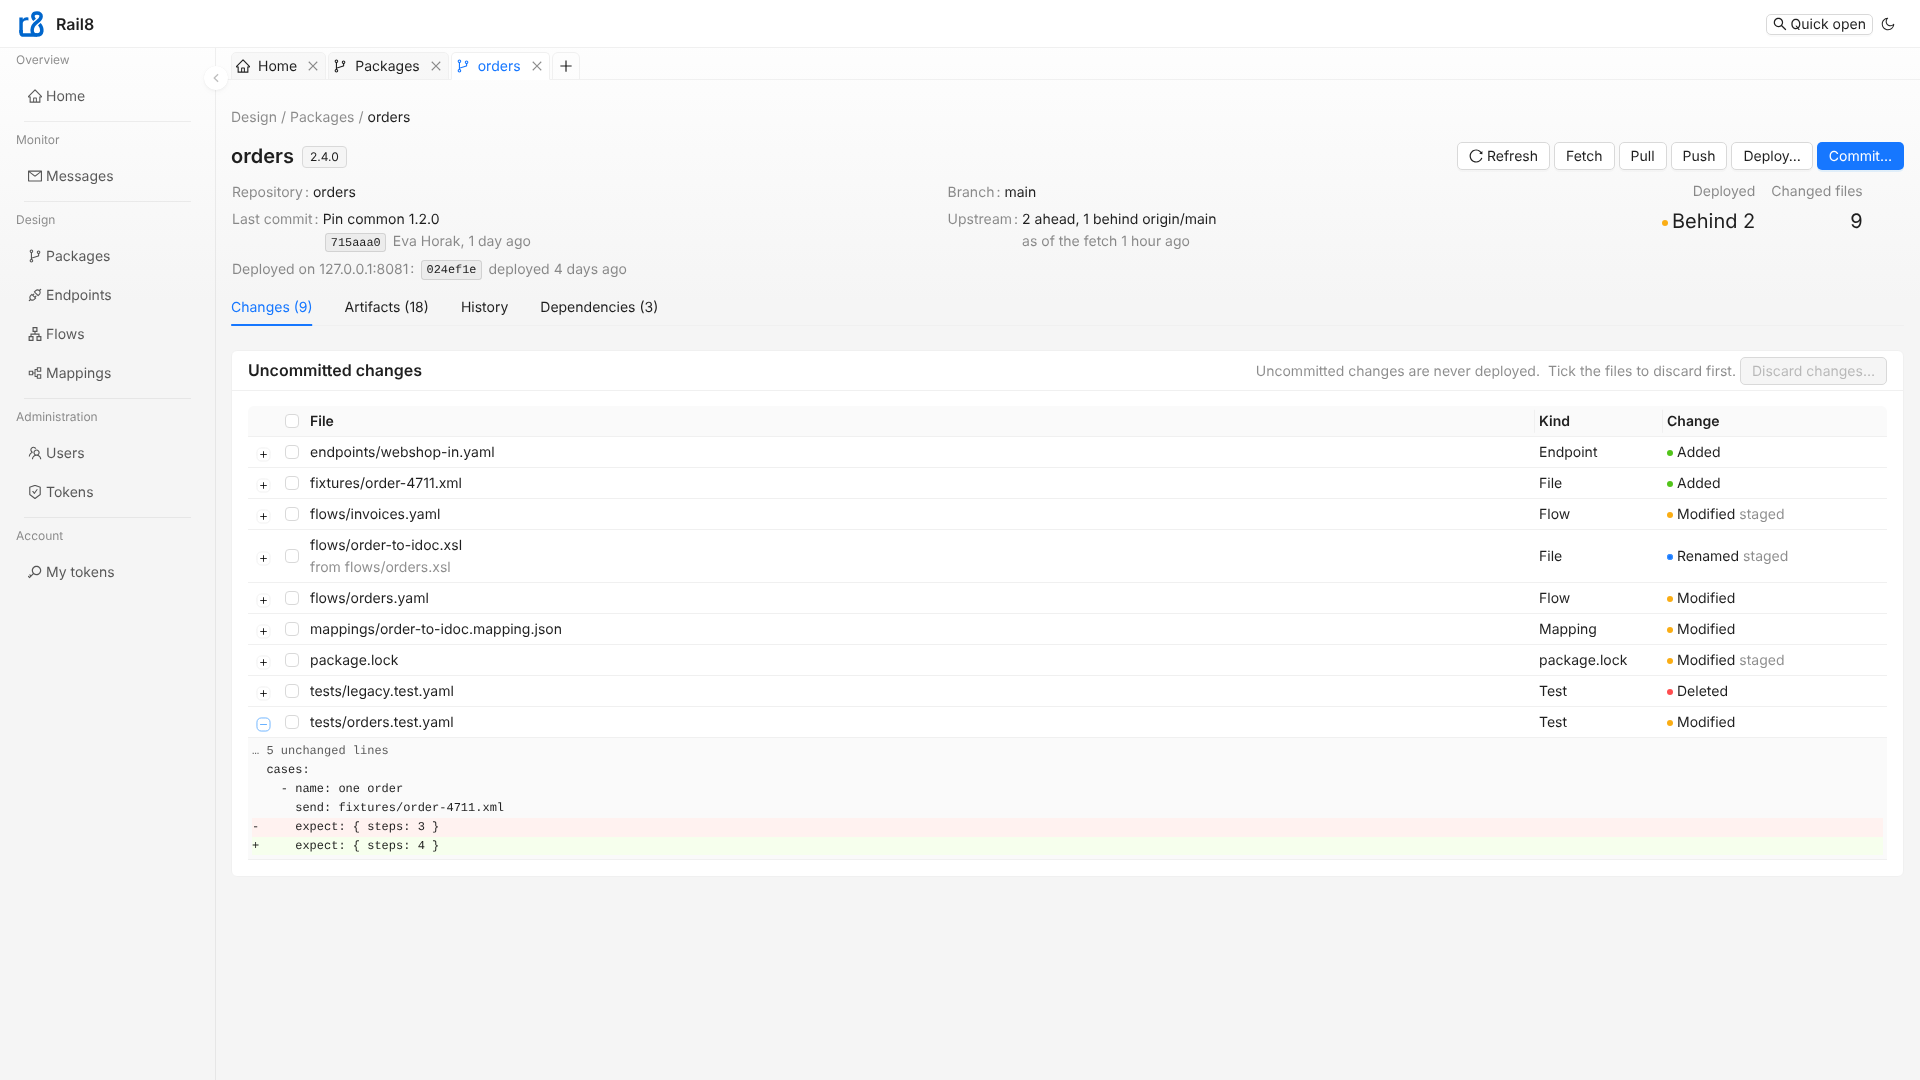 Rail8
Quick open
Overview
Home
Monitor
Messages
Design
Packages
Endpoints
Flows
Mappings
Administration
Users
Tokens
Account
My tokens
Home
Packages
orders
Design / Packages / orders
orders 2.4.0
Refresh
Fetch
Pull
Push
Deploy...
Commit...
Repository: orders
Branch: main
Deployed
Behind 2
Changed files
9
Last commit: Pin common 1.2.0
715aaa0 Eva Horak, 1 day ago
Upstream: 2 ahead, 1 behind origin/main
as of the fetch 1 hour ago
Deployed on 127.0.0.1:8081: 024ef1e deployed 4 days ago
Changes (9)
Artifacts (18)
History
Dependencies (3)
Uncommitted changes
Uncommitted changes are never deployed. Tick the files to discard first.
Discard changes...
File Kind Change
+ endpoints/webshop-in.yaml Endpoint Added
+ fixtures/order-4711.xml File Added
+ flows/invoices.yaml Flow Modified staged
+ flows/order-to-idoc.xsl File Renamed staged
from flows/orders.xsl
+ flows/orders.yaml Flow Modified
+ mappings/order-to-idoc.mapping.json Mapping Modified
+ package.lock package.lock Modified staged
+ tests/legacy.test.yaml Test Deleted
tests/orders.test.yaml Test Modified
… 5 unchanged lines
cases:
- name: one order
send: fixtures/order-4711.xml
- expect: { steps: 3 }
+ expect: { steps: 4 }